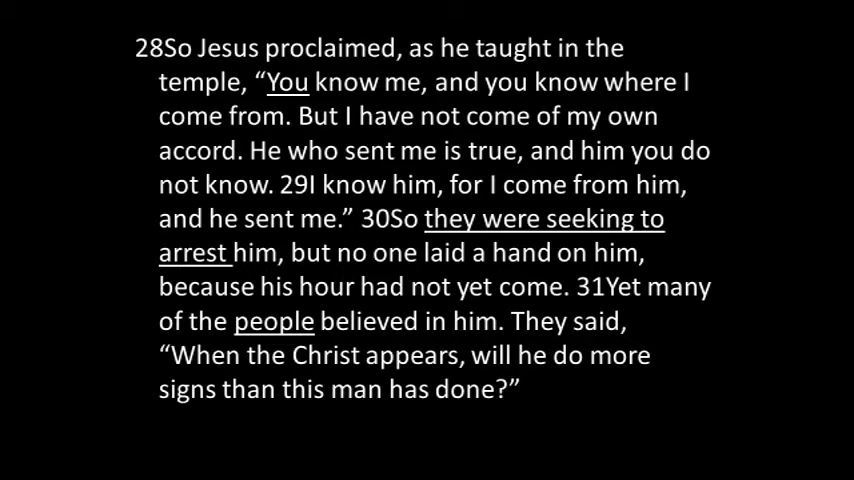 28So Jesus proclaimed, as he taught in the
temple, “You know me, and you know where I
come from. But I have not come of my own
accord. He who sent me is true, and him you do
not know. 29I know him, for I come from him,
and he sent me.” 30So they were seeking to
arrest him, but no one laid a hand on him,
because his hour had not yet come. 31Yet many
of the people believed in him. They said,
“When the Christ appears, will he do more
signs than this man has done?”